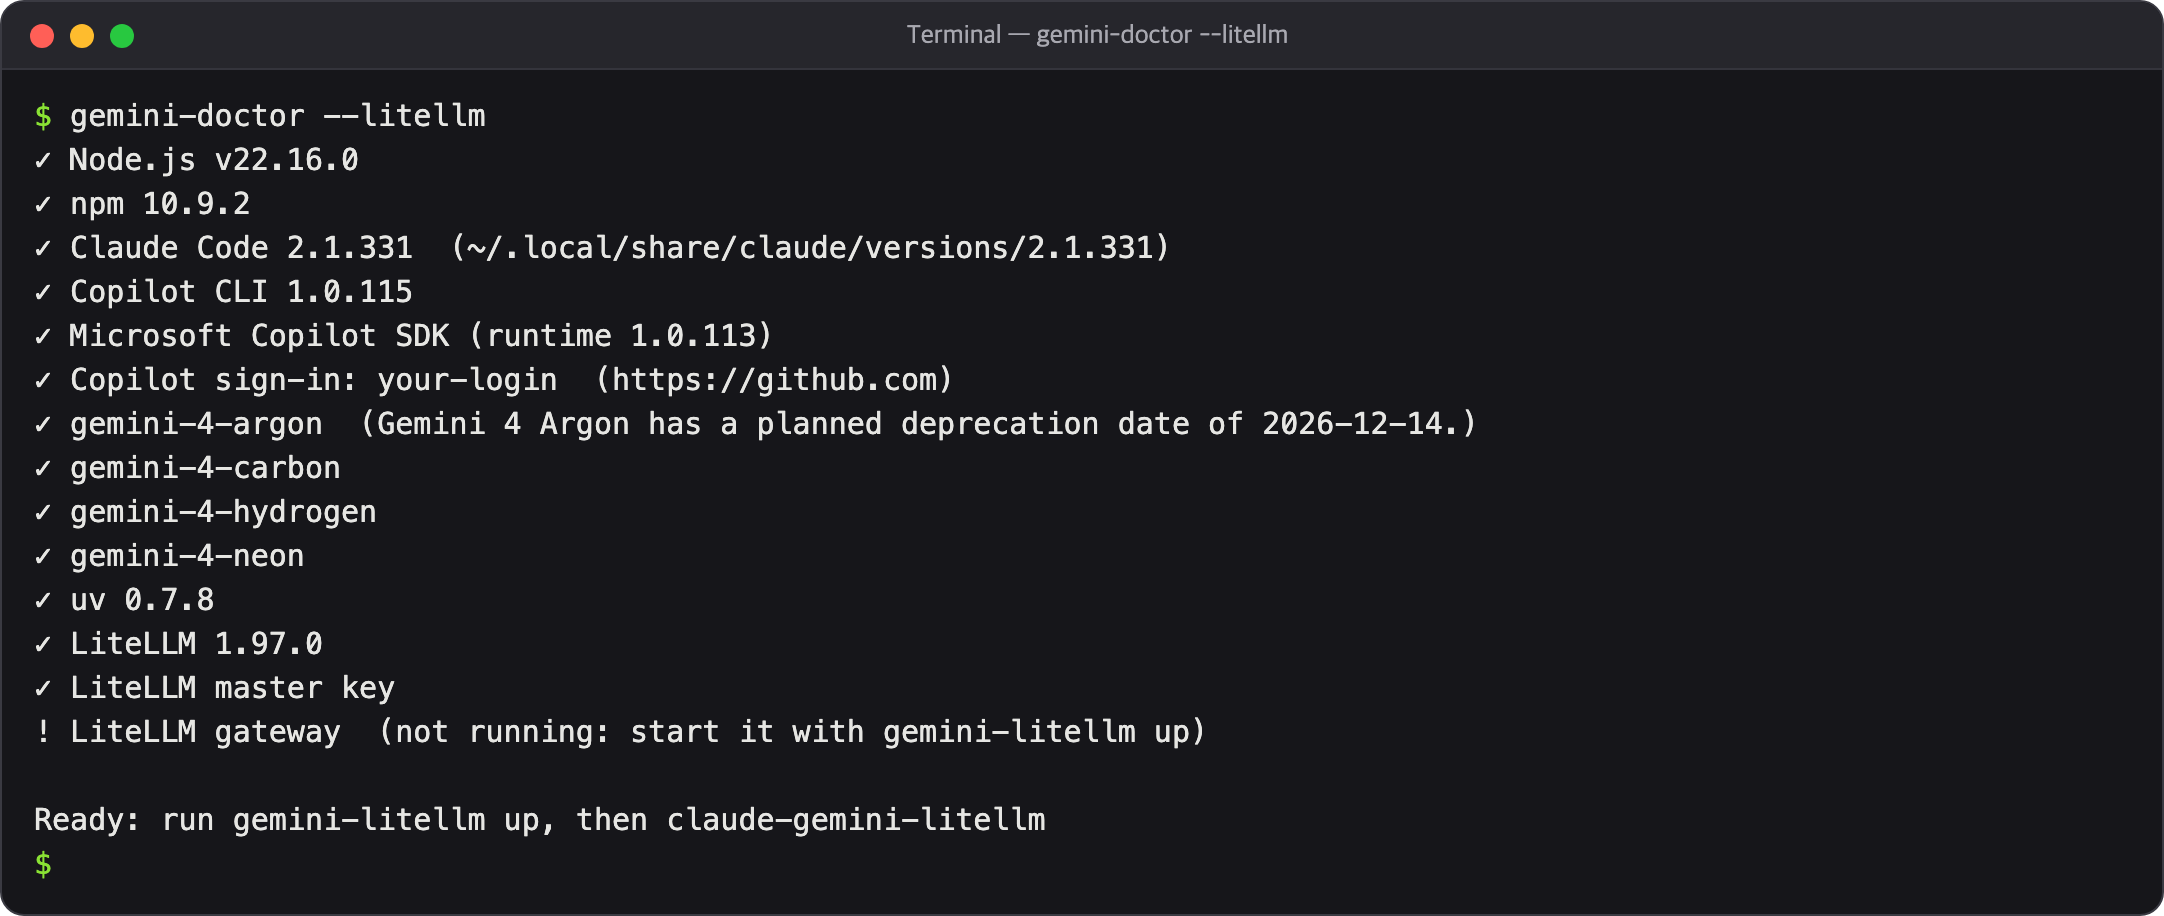 Terminal — gemini-doctor --litellm
$ gemini-doctor --litellm
✓ Node.js v22.16.0
✓ npm 10.9.2
✓ Claude Code 2.1.331  (~/.local/share/claude/versions/2.1.331)
✓ Copilot CLI 1.0.115
✓ Microsoft Copilot SDK (runtime 1.0.113)
✓ Copilot sign-in: your-login  (https://github.com)
✓ gemini-4-argon  (Gemini 4 Argon has a planned deprecation date of 2026-12-14.)
✓ gemini-4-carbon
✓ gemini-4-hydrogen
✓ gemini-4-neon
✓ uv 0.7.8
✓ LiteLLM 1.97.0
✓ LiteLLM master key
! LiteLLM gateway  (not running: start it with gemini-litellm up)
Ready: run gemini-litellm up, then claude-gemini-litellm
$